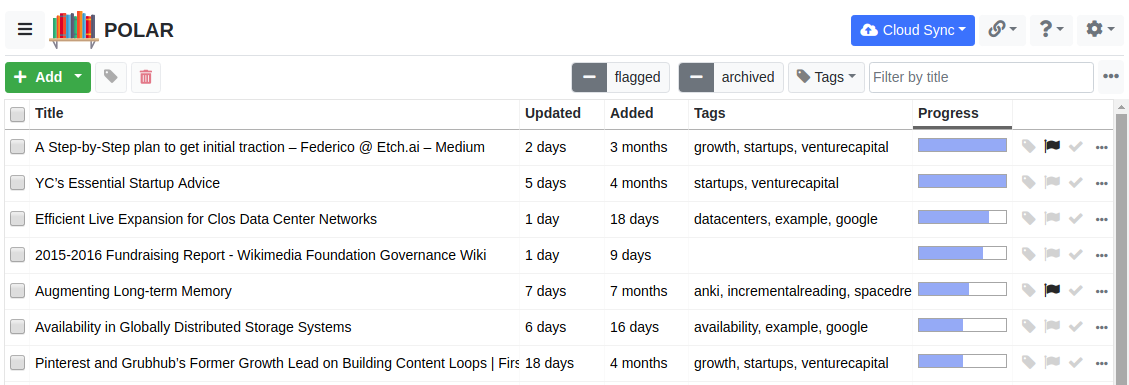 POLAR
Cloud Sync
Add
flagged
archived
Tags
Filter by title
Title Updated Added Tags Progress
A Step-by-Step plan to get initial traction – Federico @ Etch.ai – Medium 2 days 3 months growth, startups, venturecapital
YC's Essential Startup Advice 5 days 4 months startups, venturecapital
Efficient Live Expansion for Clos Data Center Networks 1 day 18 days datacenters, example, google
2015-2016 Fundraising Report - Wikimedia Foundation Governance Wiki 1 day 9 days
Augmenting Long-term Memory 7 days 7 months anki, incrementalreading, spacedre
Availability in Globally Distributed Storage Systems 6 days 16 days availability, example, google
Pinterest and Grubhub's Former Growth Lead on Building Content Loops | Firs 18 days 4 months growth, startups, venturecapital